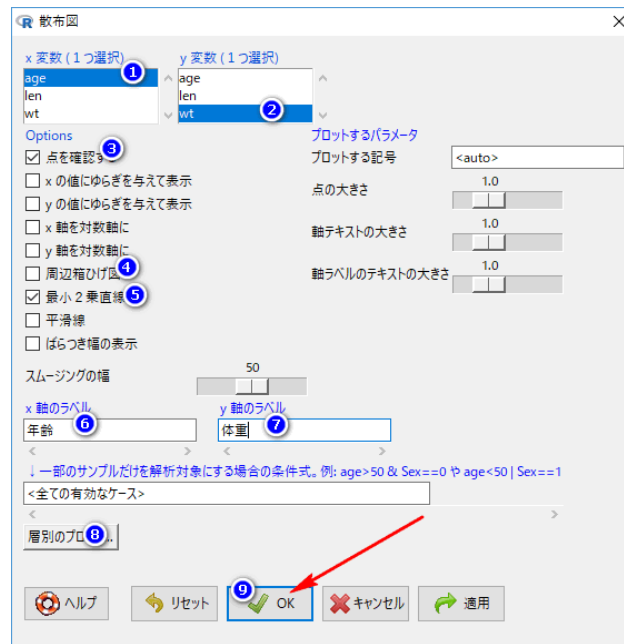 散布図
x 変数 (1つ選択) 1
y 変数 (1つ選択)
age
len
wt
age
len
wt 2
Options
プロットするパラメータ
点を確認する 3
x の値にゆらぎを与えて表示
y の値にゆらぎを与えて表示
x 軸を対数軸に
y 軸を対数軸に
周辺箱ひげ図 4
最小2乗直線 5
平滑線
ばらつき幅の表示
プロットする記号 <auto>
点の大きさ 1.0
軸テキストの大きさ 1.0
軸ラベルのテキストの大きさ 1.0
スムージングの幅 50
x 軸のラベル
y 軸のラベル
年齢 6
体重 7
↓一部のサンプルだけを解析対象にする場合の条件式。例: age>50 & Sex==0 や age<50 | Sex==1
<全ての有効なケース>
層別のプロ 8 ...
ヘルプ
リセット
9 OK
キャンセル
適用